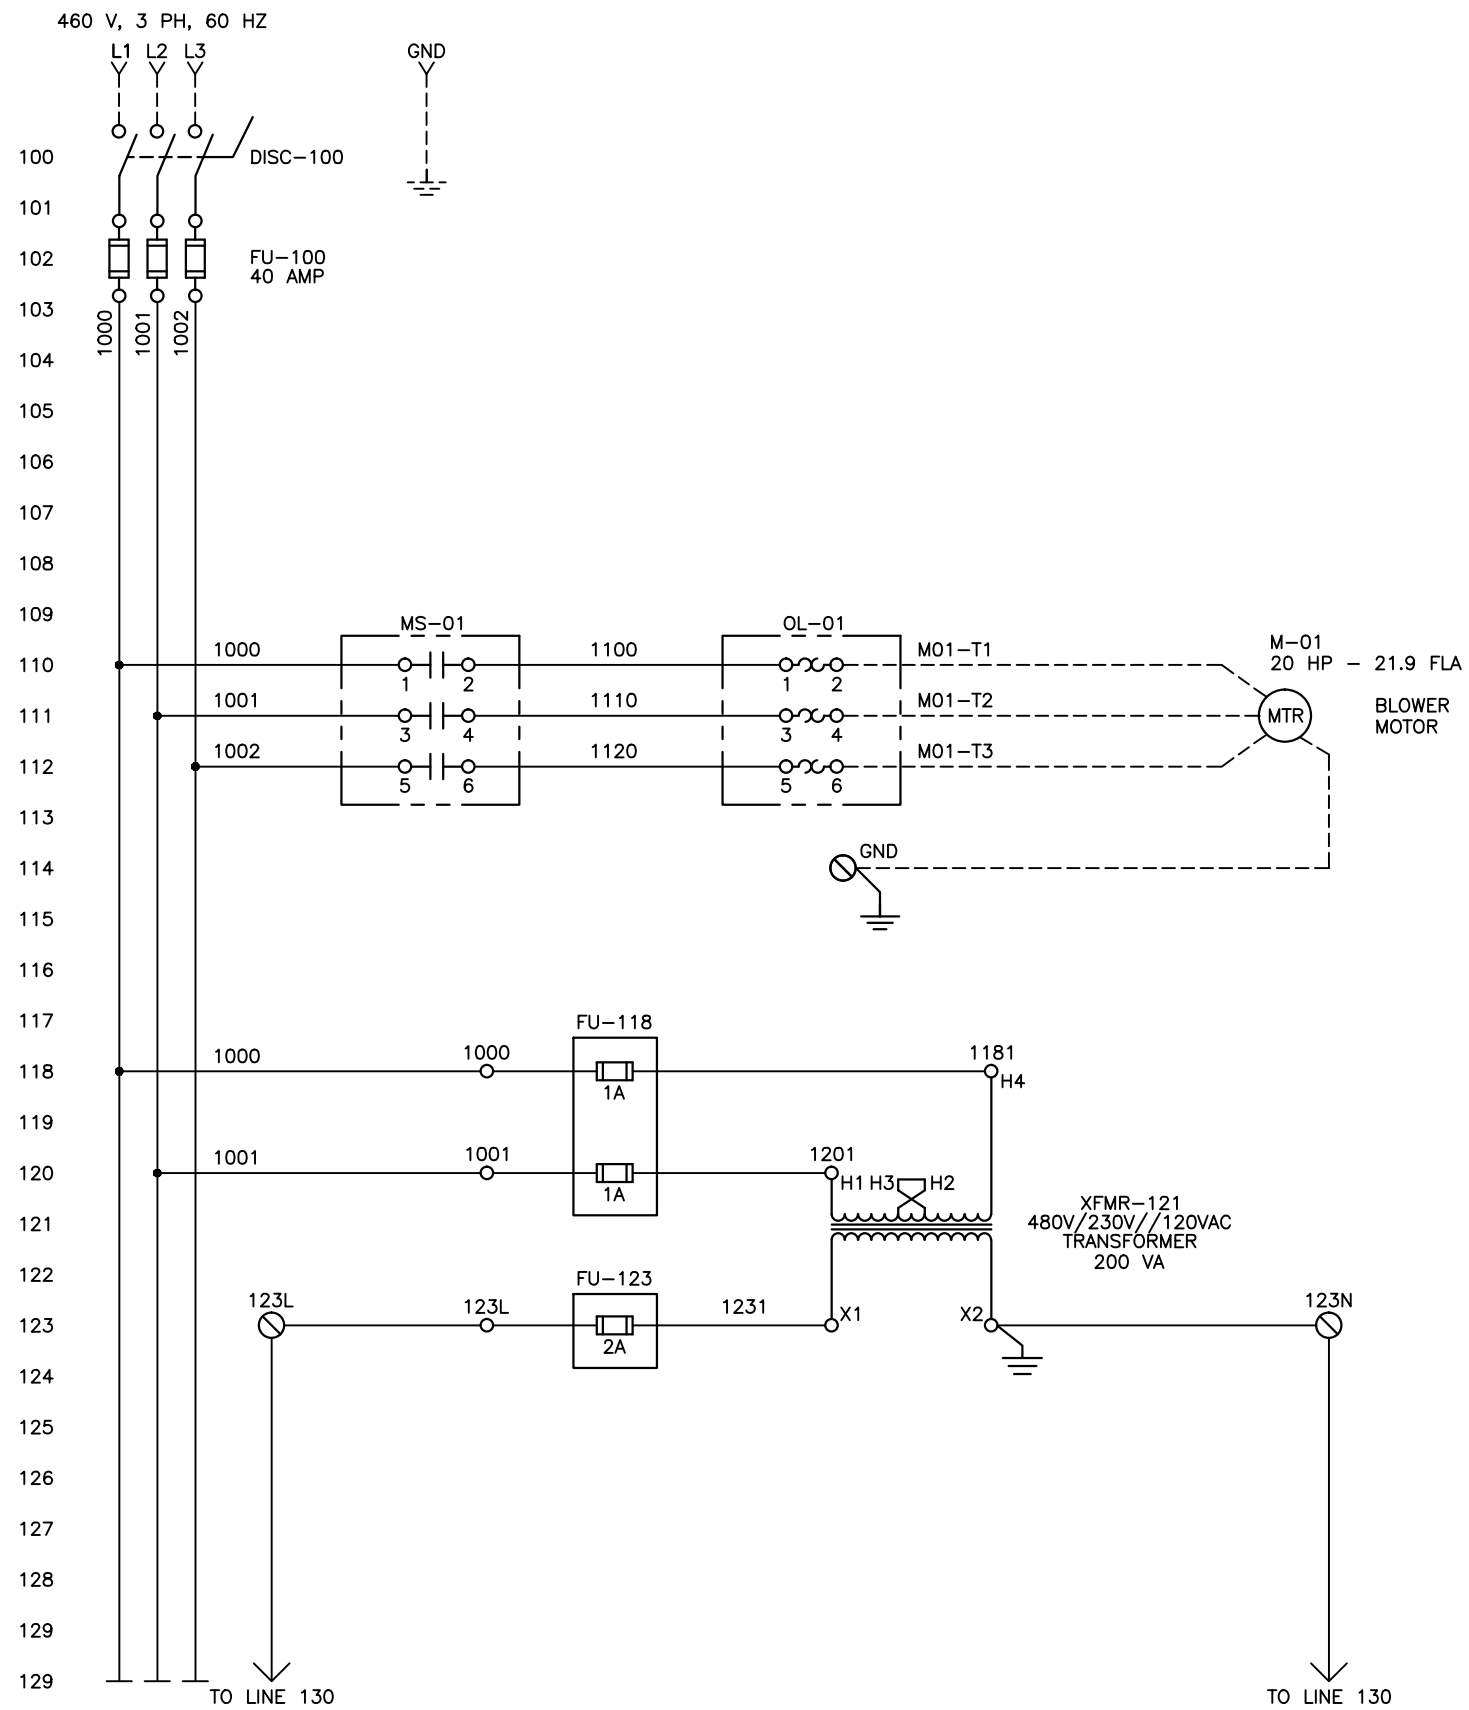 460 V, 3 PH, 60 HZ
L1 L2 L3 GND
100 DISC-100
101
102 FU-100
40 AMP
103
1000 1001 1002
104
105
106
107
108
109
MS-01 OL-01
M-01
20 HP - 21.9 FLA
110 1000 1 2 1100 1 2 M01-T1
BLOWER
MOTOR
MTR
111 1001 3 4 1110 3 4 M01-T2
112 1002 5 6 1120 5 6 M01-T3
113
GND
114
115
116
117 FU-118
1000 1000 1181
118 1A H4
119
1001 1001 1201
120 1A H1 H3 H2
XFMR-121
121 480V/230V//120VAC
TRANSFORMER
200 VA
122 FU-123
123L 123L 1231 X1 X2 123N
123 2A
124
125
126
127
128
129
129
TO LINE 130 TO LINE 130